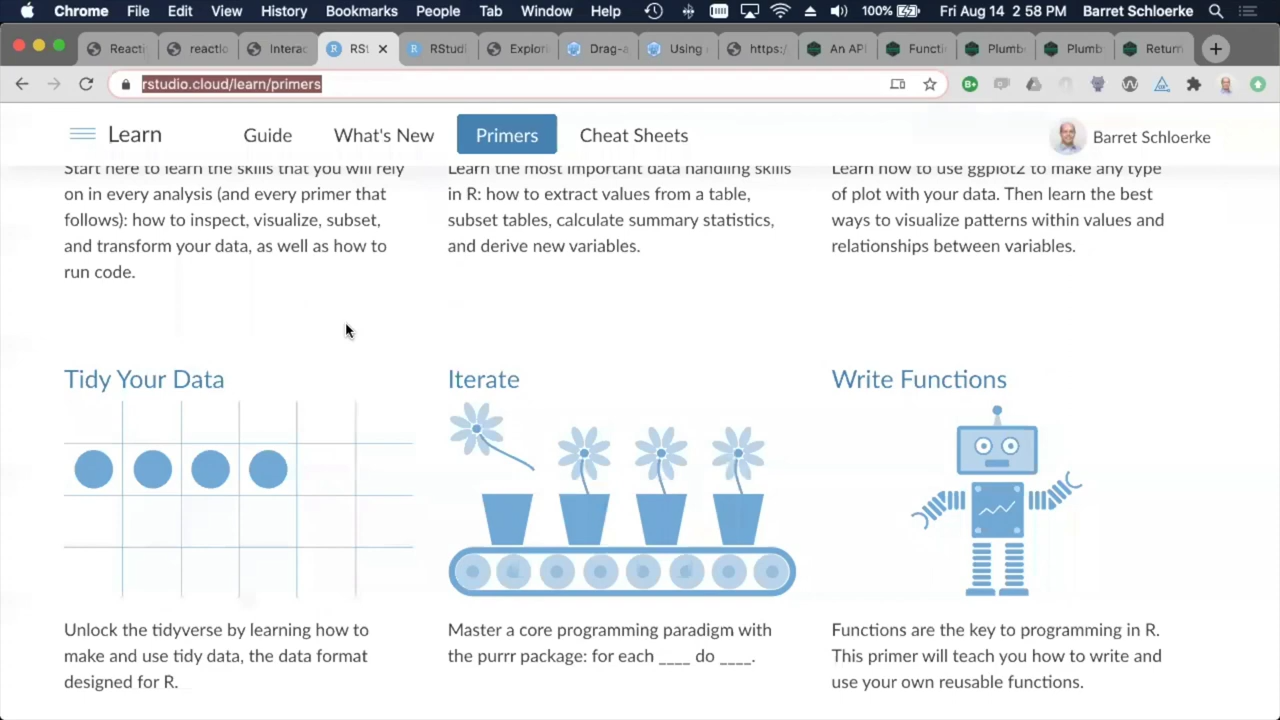 Chrome File Edit View History Bookmarks People Tab Window Help 100% Fri Aug 14 2:58 PM Barret Schloerke
Reacti reactlo Interac RSt RStudi Explor Drag-a Using https:/ An API Functi Plumb Plumb Return
rstudio.cloud/learn/primers
Learn Guide What's New Primers Cheat Sheets Barret Schloerke
Start here to learn the skills that you will rely
on in every analysis (and every primer that
follows): how to inspect, visualize, subset,
and transform your data, as well as how to
run code.
Learn the most important data handling skills
in R: how to extract values from a table,
subset tables, calculate summary statistics,
and derive new variables.
Learn how to use ggplot2 to make any type
of plot with your data. Then learn the best
ways to visualize patterns within values and
relationships between variables.
Tidy Your Data
Unlock the tidyverse by learning how to
make and use tidy data, the data format
designed for R.
Iterate
Master a core programming paradigm with
the purrr package: for each ____ do ____.
Write Functions
Functions are the key to programming in R.
This primer will teach you how to write and
use your own reusable functions.